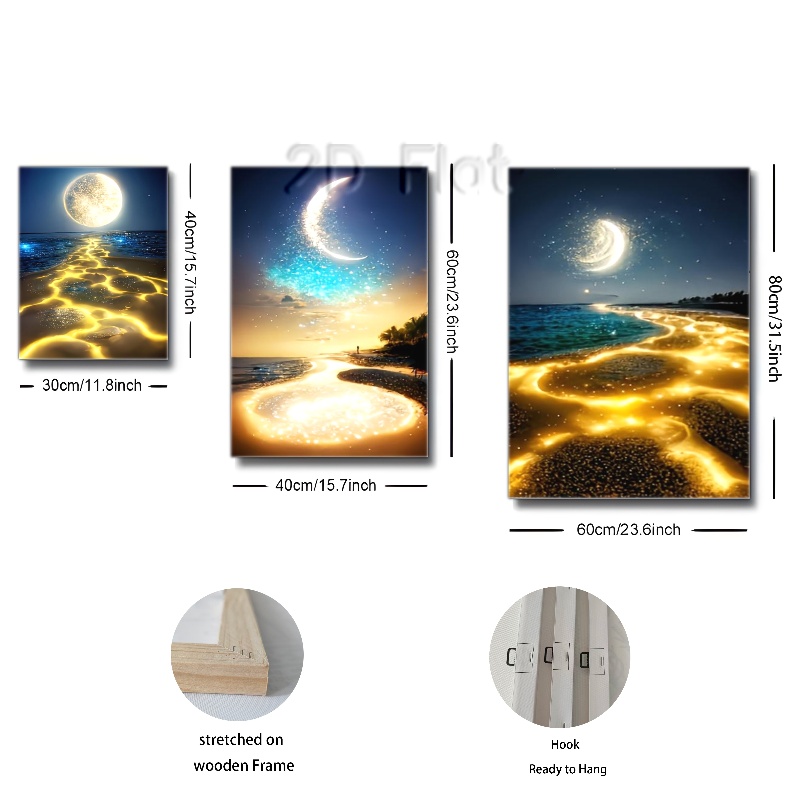 2D Flat
40cm/15.7inch
60cm/23.6inch
80cm/31.5inch
30cm/11.8inch
40cm/15.7inch
60cm/23.6inch
stretched on
wooden Frame
Hook
Ready to Hang